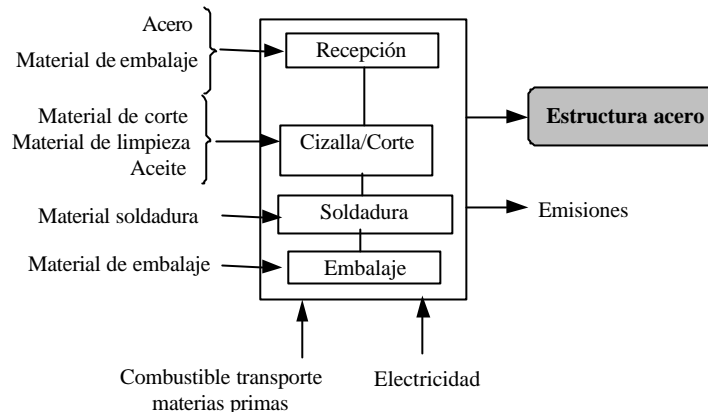 Acero
Material de embalaje
Recepción
Material de corte
Material de limpieza
Aceite
Cizalla/Corte
Estructura acero
Material soldadura
Soldadura
Emisiones
Material de embalaje
Embalaje
Combustible transporte
materias primas
Electricidad